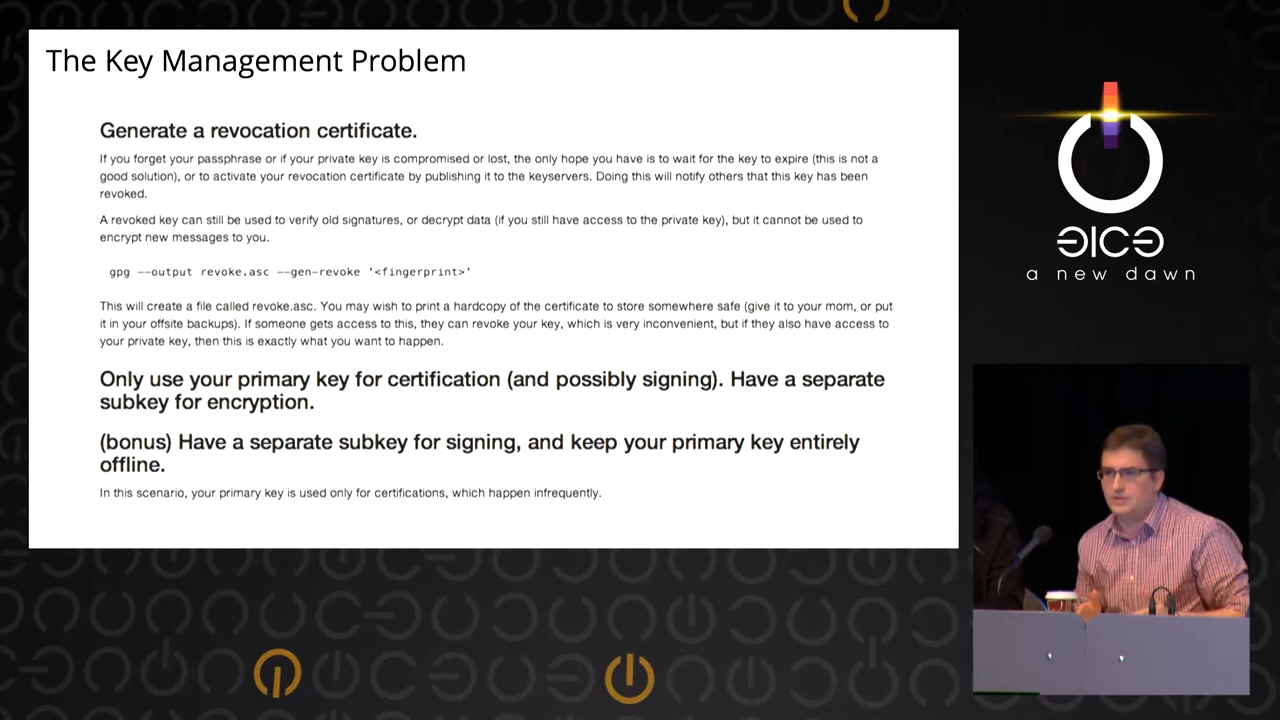 The Key Management Problem
Generate a revocation certificate.
If you forget your passphrase or if your private key is compromised or lost, the only hope you have is to wait for the key to expire (this is not a
good solution), or to activate your revocation certificate by publishing it to the keyservers. Doing this will notify others that this key has been
revoked.
A revoked key can still be used to verify old signatures, or decrypt data (if you still have access to the private key), but it cannot be used to
encrypt new messages to you.
gpg --output revoke.asc --gen-revoke '<fingerprint>'
This will create a file called revoke.asc. You may wish to print a hardcopy of the certificate to store somewhere safe (give it to your mom, or put
it in your offsite backups). If someone gets access to this, they can revoke your key, which is very inconvenient, but if they also have access to
your private key, then this is exactly what you want to happen.
Only use your primary key for certification (and possibly signing). Have a separate
subkey for encryption.
(bonus) Have a separate subkey for signing, and keep your primary key entirely
offline.
In this scenario, your primary key is used only for certifications, which happen infrequently.
a new dawn